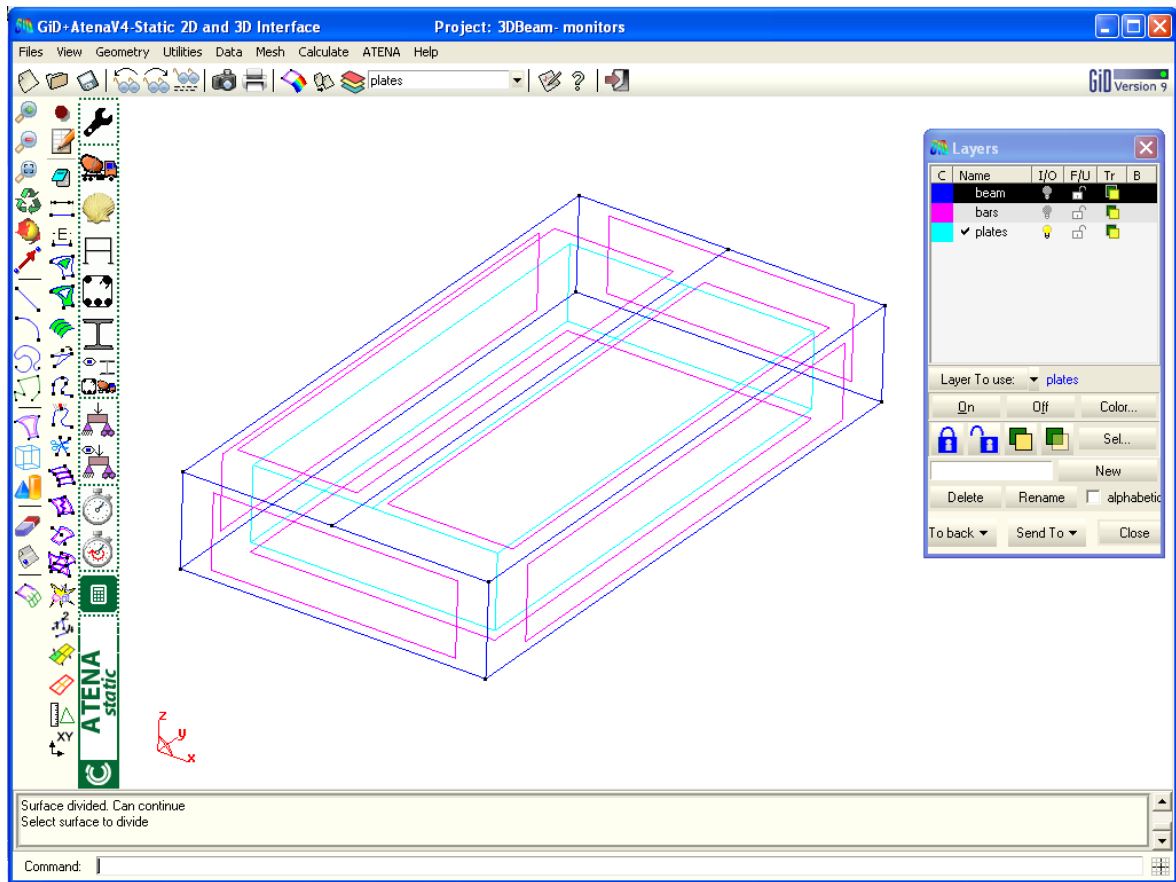 GiD+AtenaV4-Static 2D and 3D Interface Project: 3DBeam- monitors
Files View Geometry Utilities Data Mesh Calculate ATENA Help
plates
GiD Version 9
Layers
C Name I/O F/U Tr B
beam
bars
plates
Layer To use: plates
On Off Color...
Sel...
New
Delete Rename alphabetic
To back Send To Close
:E:
2
XY
ATENA
static
z
y
x
Surface divided. Can continue
Select surface to divide
Command: